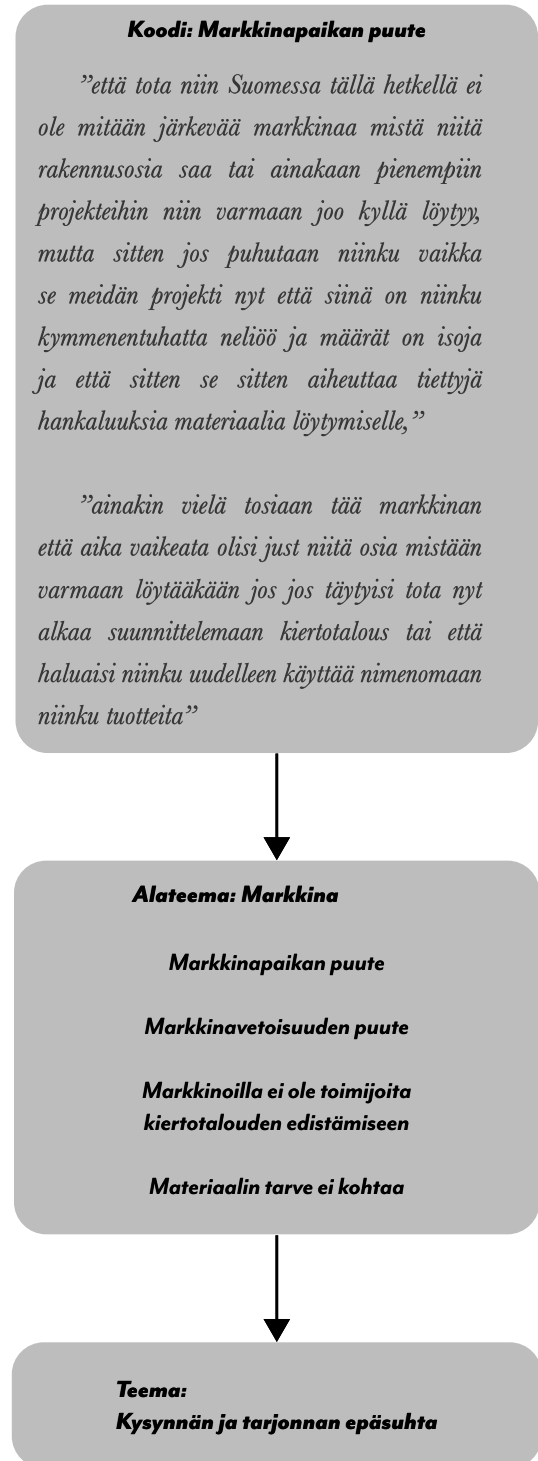 Koodi: Markkinapaikan puute
”että tota niin Suomessa tällä hetkellä ei
ole mitään järkevää markkinaa mistä niitä
rakennusosia saa tai ainakaan pienempiin
projekteihin niin varmaan joo kyllä löytyy,
mutta sitten jos puhutaan niinku vaikka
se meidän projekti nyt että siinä on niinku
kymmenentuhatta neliöö ja määrät on isoja
ja että sitten se sitten aiheuttaa tiettyjä
hankaluuksia materiaalia löytymiselle,”
”ainakin vielä tosiaan tää markkinan
että aika vaikeata olisi just niitä osia mistään
varmaan löytääkään jos jos täytyisi tota nyt
alkaa suunnittelemaan kiertotalous tai että
haluaisi niinku uudelleen käyttää nimenomaan
niinku tuotteita”
Alateema: Markkina
Markkinapaikan puute
Markkinavetoisuuden puute
Markkinoilla ei ole toimijoita
kiertotalouden edistämiseen
Materiaalin tarve ei kohtaa
Teema:
Kysynnän ja tarjonnan epäsuhta